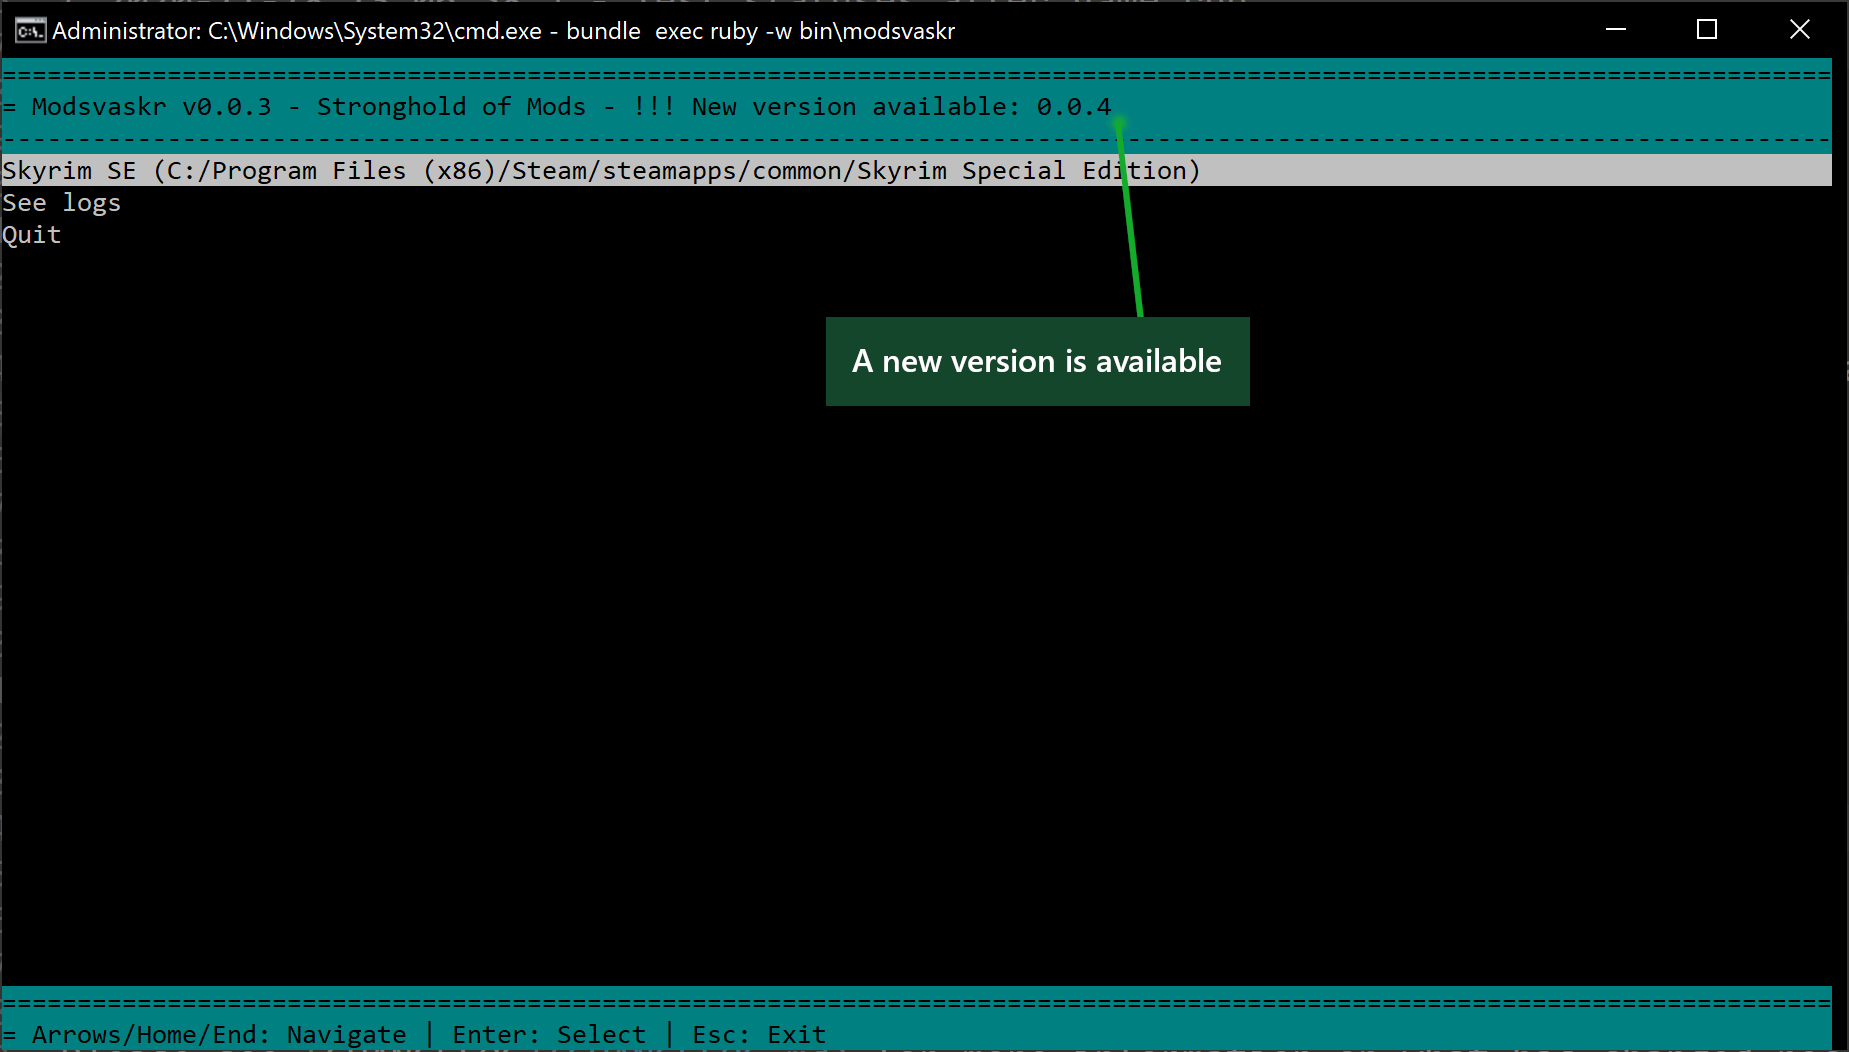 Administrator: C:\Windows\System32\cmd.exe - bundle  exec ruby -w bin\modsvaskr
= Modsvaskr v0.0.3 - Stronghold of Mods - !!! New version available: 0.0.4
Skyrim SE (C:/Program Files (x86)/Steam/steamapps/common/Skyrim Special Edition)
See logs
Quit
A new version is available
= Arrows/Home/End: Navigate | Enter: Select | Esc: Exit